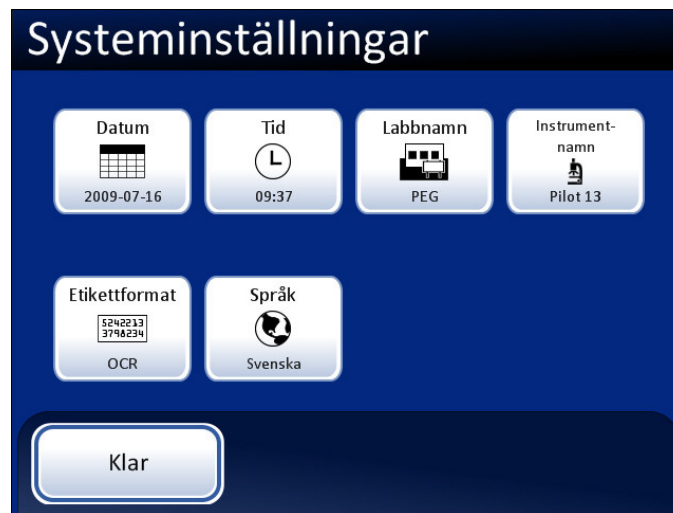 Systeminställningar
Datum
2009-07-16
Tid
09:37
Labbnamn
PEG
Instrument-
namn
Pilot 13
Etikettformat
5242213
3798234
OCR
Språk
Svenska
Klar